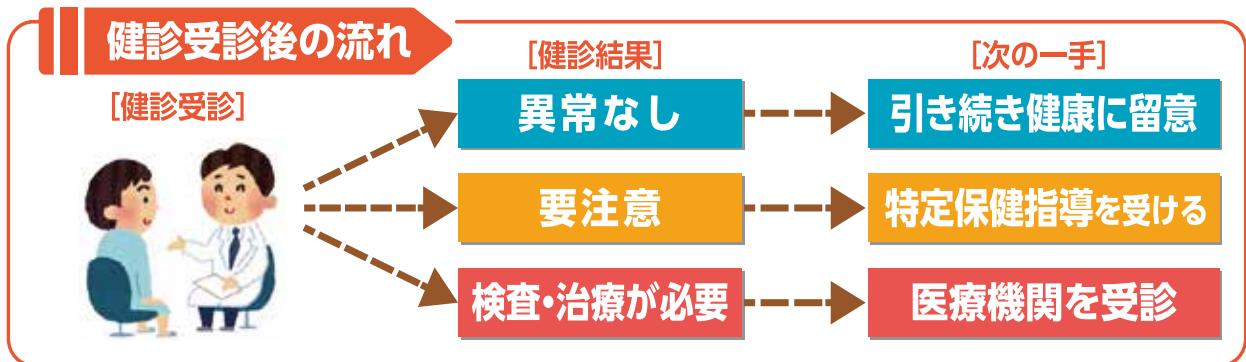 健診受診後の流れ
[健診受診]
[健診結果]
[次の一手]
異常なし
引き続き健康に留意
要注意
特定保健指導を受ける
検査・治療が必要
医療機関を受診